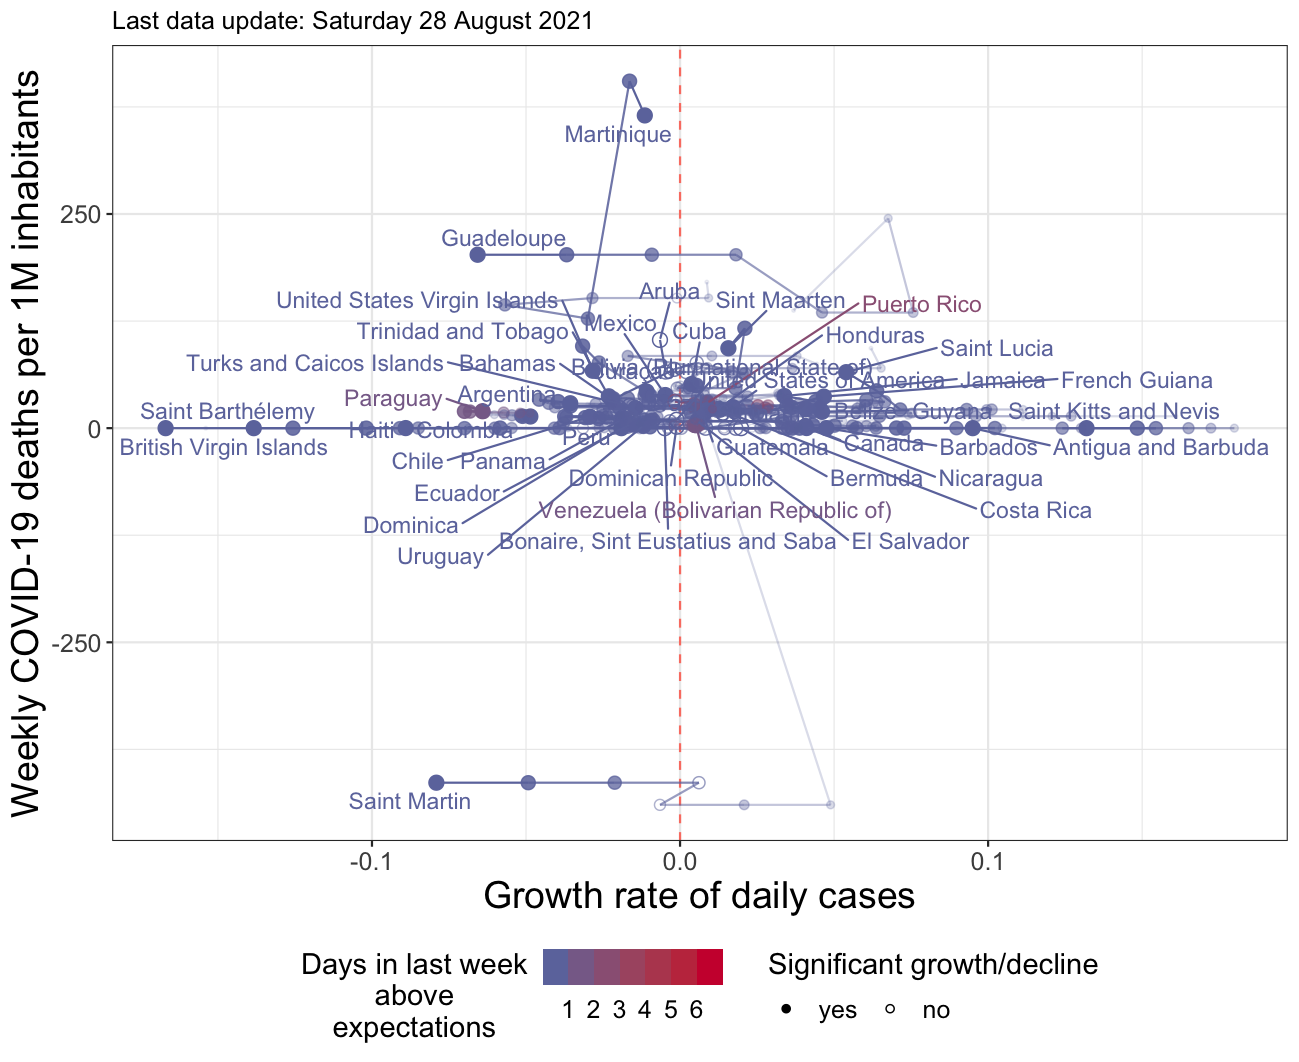 Last data update: Saturday 28 August 2021
Weekly COVID-19 deaths per 1M inhabitants
250
0
-250
Martinique
Guadeloupe
Aruba
United States Virgin Islands
Sint Maarten
Puerto Rico
Mexico
Trinidad and Tobago
Cuba
Honduras
Saint Lucia
Turks and Caicos Islands
Bahamas
Bolivia (Plurinational State of)
Curaçao
United States of America
Jamaica
French Guiana
Argentina
Paraguay
Saint Barthélemy
Belize
Guyana
Saint Kitts and Nevis
Haiti
Colombia
Peru
British Virgin Islands
Guatemala
Canada
Barbados
Antigua and Barbuda
Chile
Panama
Dominican Republic
Bermuda
Nicaragua
Ecuador
Venezuela (Bolivarian Republic of)
Costa Rica
Dominica
Bonaire, Sint Eustatius and Saba
El Salvador
Uruguay
Saint Martin
-0.1
0.0
0.1
Growth rate of daily cases
Days in last week
above
expectations
1 2 3 4 5 6
Significant growth/decline
yes
no